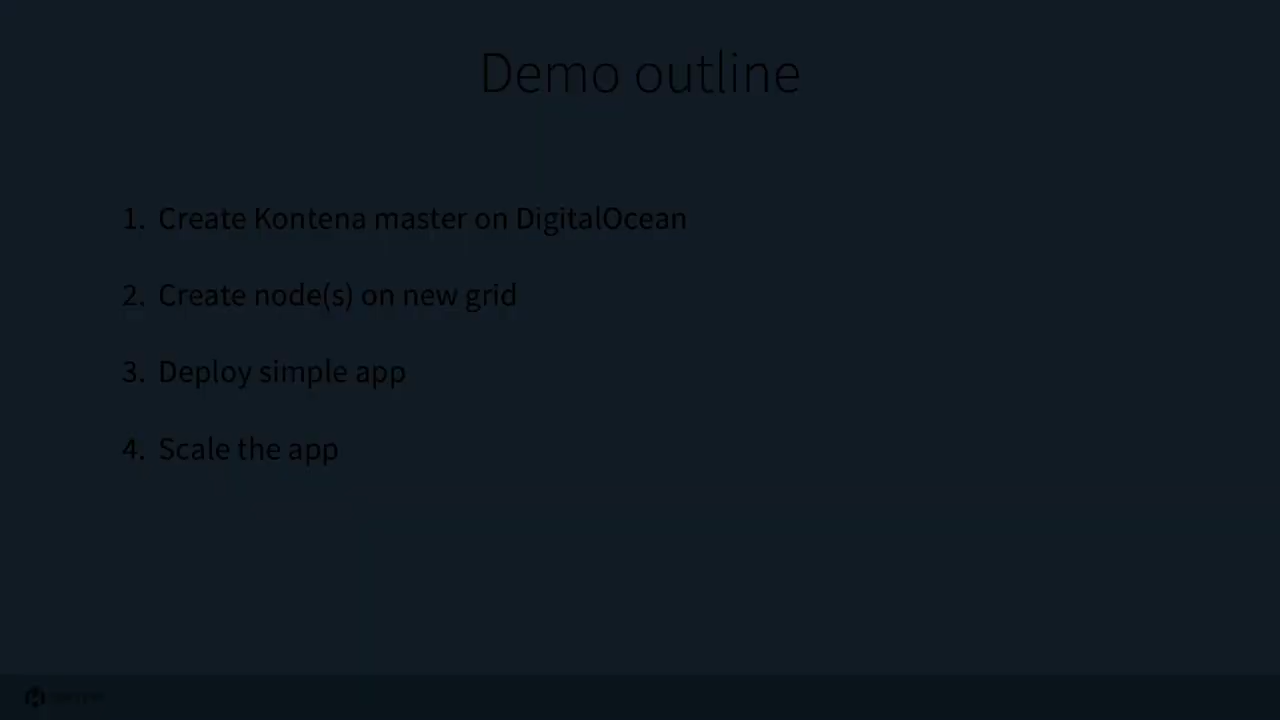 Demo outline
1. Create Kontena master on DigitalOcean
2. Create node(s) on new grid
3. Deploy simple app
4. Scale the app